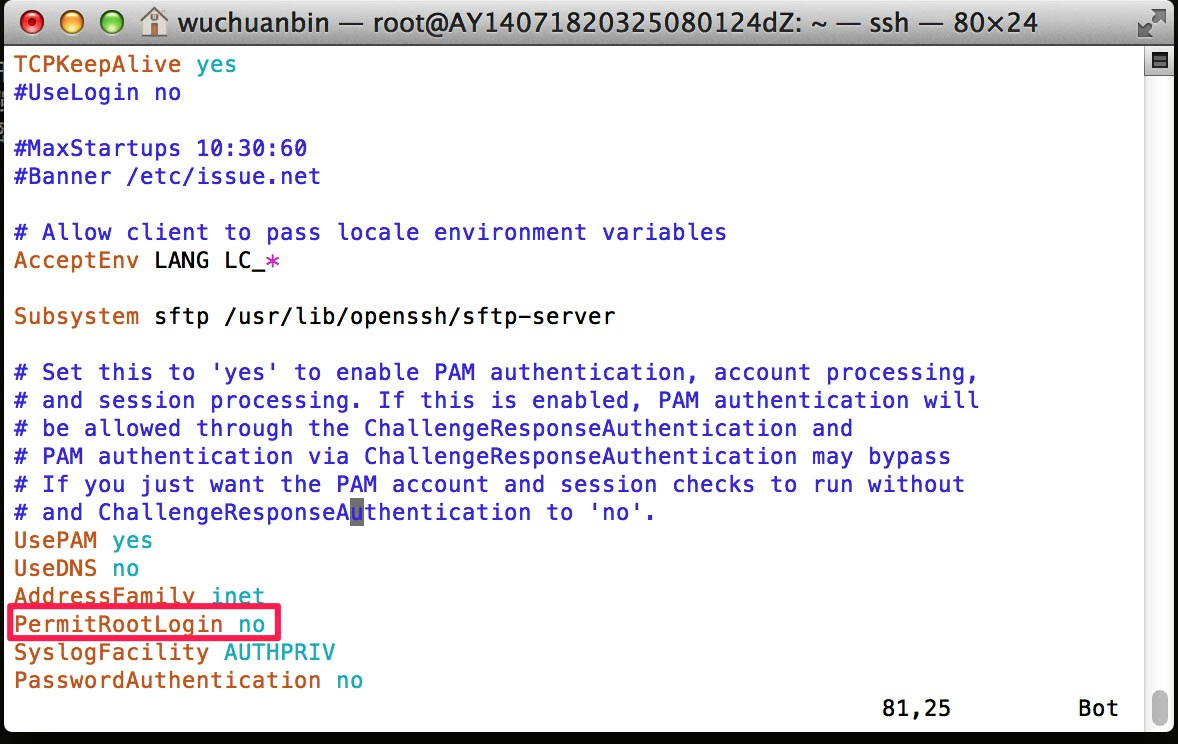 wuchuanbin — root@AY14071820325080124dZ: ~ — ssh — 80×24
TCPKeepAlive yes
#UseLogin no
#MaxStartups 10:30:60
#Banner /etc/issue.net
# Allow client to pass locale environment variables
AcceptEnv LANG LC_*
Subsystem sftp /usr/lib/openssh/sftp-server
# Set this to 'yes' to enable PAM authentication, account processing,
# and session processing. If this is enabled, PAM authentication will
# be allowed through the ChallengeResponseAuthentication and
# PAM authentication via ChallengeResponseAuthentication may bypass
# If you just want the PAM account and session checks to run without
# and ChallengeResponseAuthentication to 'no'.
UsePAM yes
UseDNS no
AddressFamily inet
PermitRootLogin no
SyslogFacility AUTHPRIV
PasswordAuthentication no
81,25 Bot